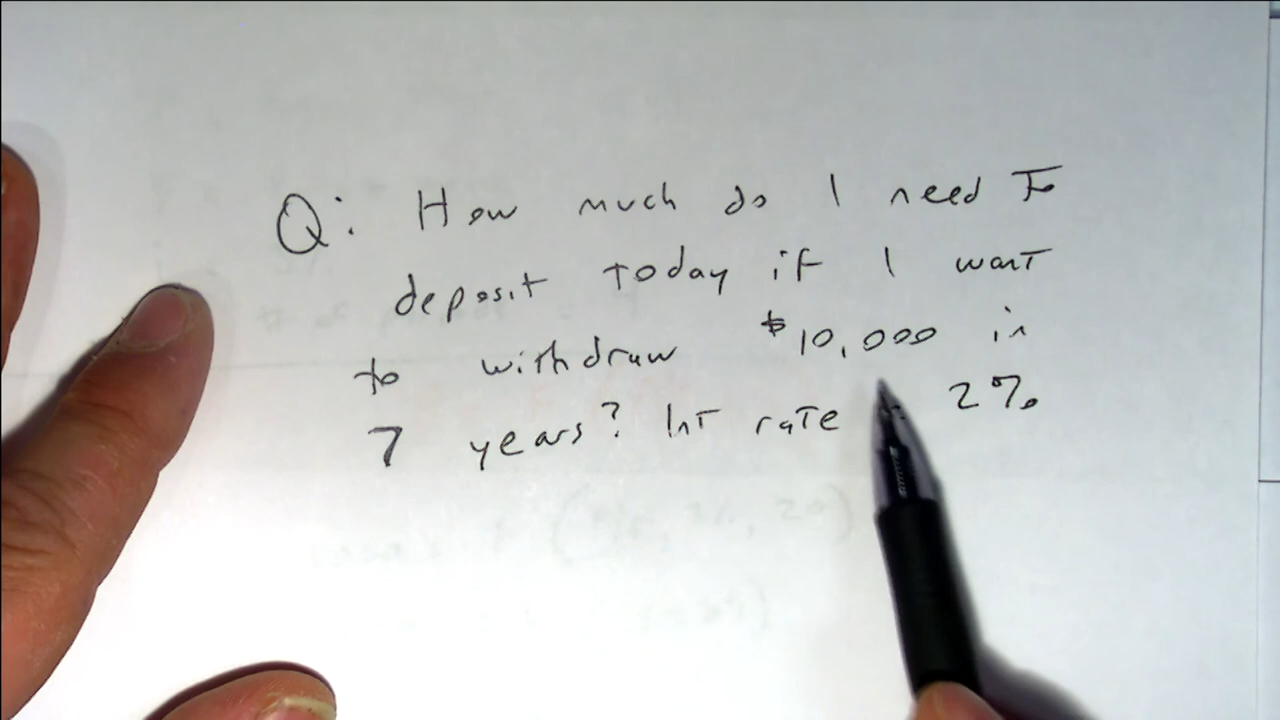 Q: How much do I need to
deposit today if I want
to withdraw $10,000 in
7 years? Int rate 2%